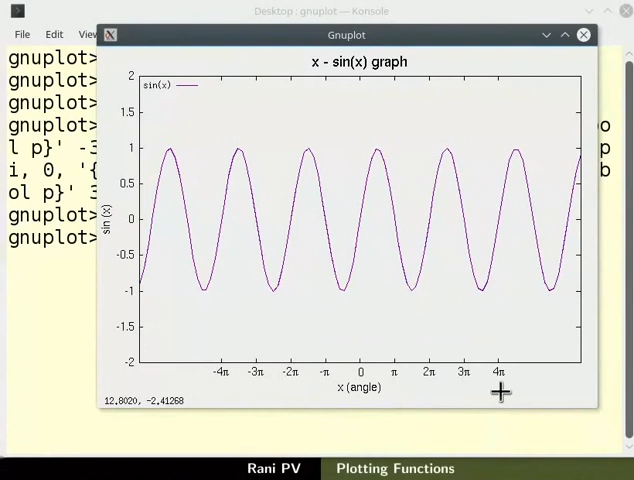 Desktop : gnuplot — Konsole
File Edit View
Gnuplot
gnuplot>
gnuplot>
gnuplot>
l p}' -3
i, 0, '{
ol p}' 3
gnuplot>
gnuplot>
o
p
b
x - sin(x) graph
sin(x)
2
1.5
1
0.5
0
-0.5
-1
-1.5
-2
sin (x)
-4π -3π -2π -π 0 π 2π 3π 4π
x (angle)
12.8020, -2.41268
Rani PV Plotting Functions